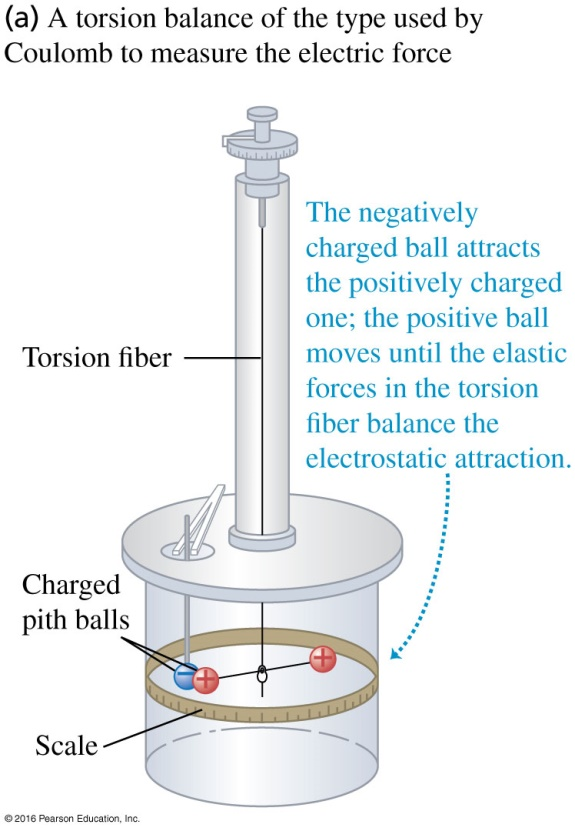 (a) A torsion balance of the type used by
Coulomb to measure the electric force
The negatively
charged ball attracts
the positively charged
one; the positive ball
moves until the elastic
forces in the torsion
fiber balance the
electrostatic attraction.
Torsion fiber
Charged
pith balls
−
+
+
Scale
© 2016 Pearson Education, Inc.